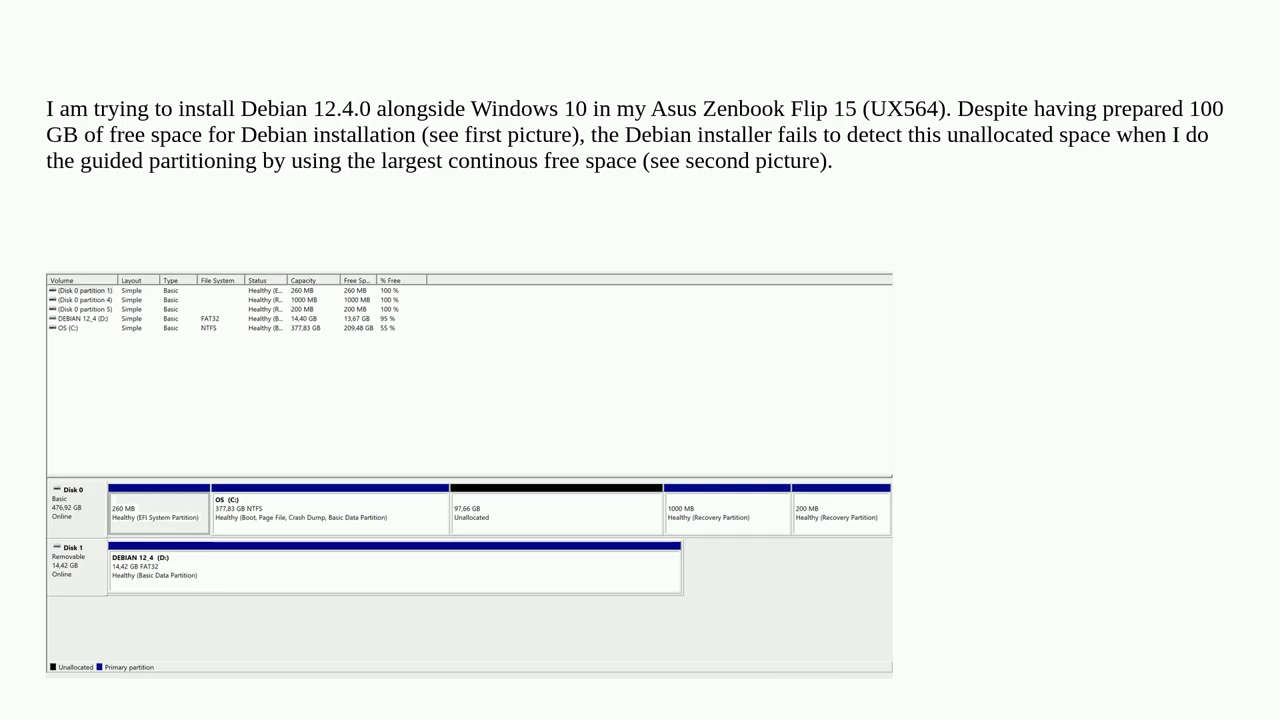 I am trying to install Debian 12.4.0 alongside Windows 10 in my Asus Zenbook Flip 15 (UX564). Despite having prepared 100
GB of free space for Debian installation (see first picture), the Debian installer fails to detect this unallocated space when I do
the guided partitioning by using the largest continous free space (see second picture).
Volume Layout Type File System Status Capacity Free Sp... % Free
(Disk 0 partition 1) Simple Basic Healthy (E... 260 MB 260 MB 100 %
(Disk 0 partition 4) Simple Basic Healthy (R... 1000 MB 1000 MB 100 %
(Disk 0 partition 5) Simple Basic Healthy (R... 200 MB 200 MB 100 %
DEBIAN 12_4 (D:) Simple Basic FAT32 Healthy (B... 14,40 GB 13,67 GB 95 %
OS (C:) Simple Basic NTFS Healthy (B... 377,83 GB 209,48 GB 55 %
Disk 0
Basic
476,92 GB
Online
260 MB
Healthy (EFI System Partition)
OS (C:)
377,83 GB NTFS
Healthy (Boot, Page File, Crash Dump, Basic Data Partition)
97,66 GB
Unallocated
1000 MB
Healthy (Recovery Partition)
200 MB
Healthy (Recovery Partition)
Disk 1
Removable
14,42 GB
Online
DEBIAN 12_4 (D:)
14,42 GB FAT32
Healthy (Basic Data Partition)
Unallocated Primary partition